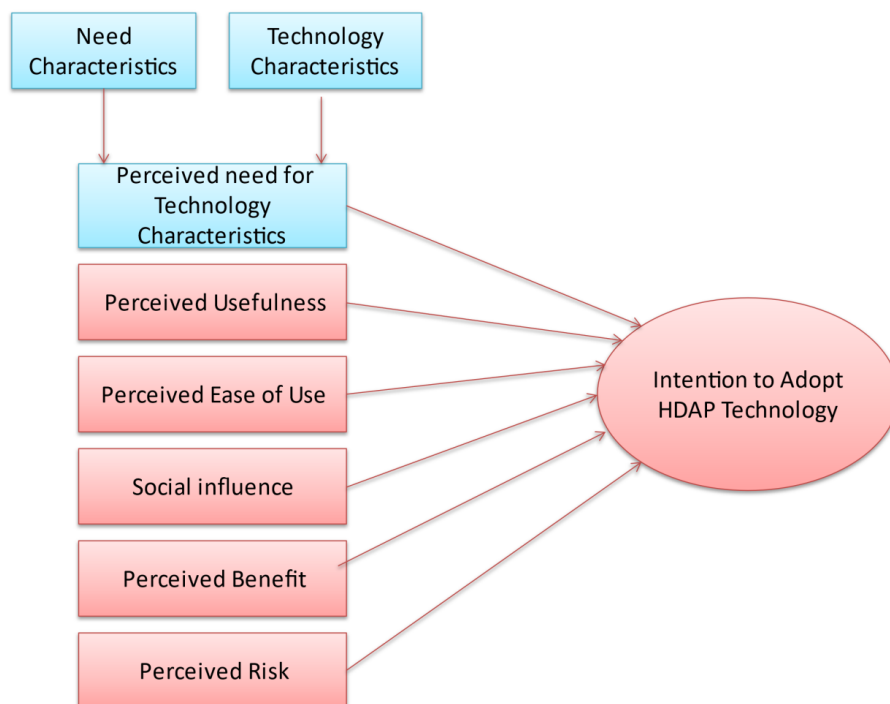 Need
Characteristics
Technology
Characteristics
Perceived need for
Technology
Characteristics
Perceived Usefulness
Perceived Ease of Use
Social influence
Perceived Benefit
Perceived Risk
Intention to Adopt
HDAP Technology